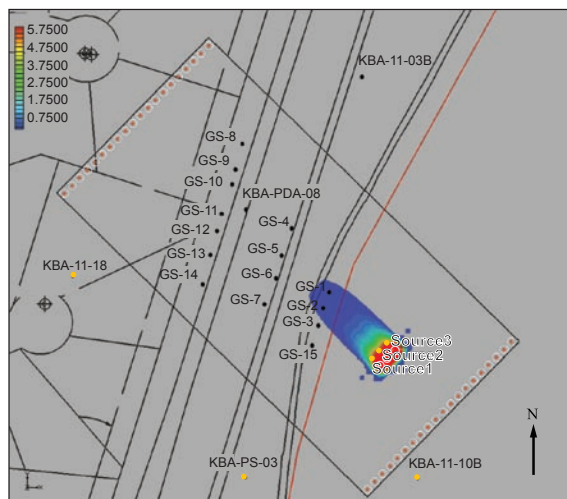 5.7500
4.7500
3.7500
2.7500
1.7500
0.7500
KBA-11-03B
GS-8
GS-9
GS-10
KBA-PDA-08
GS-11
GS-4
GS-12
GS-5
GS-13
KBA-11-18
GS-6
GS-14
GS-1
GS-7
GS-2
GS-3
Source3
GS-15
Source2
Source1
N
KBA-PS-03
KBA-11-10B